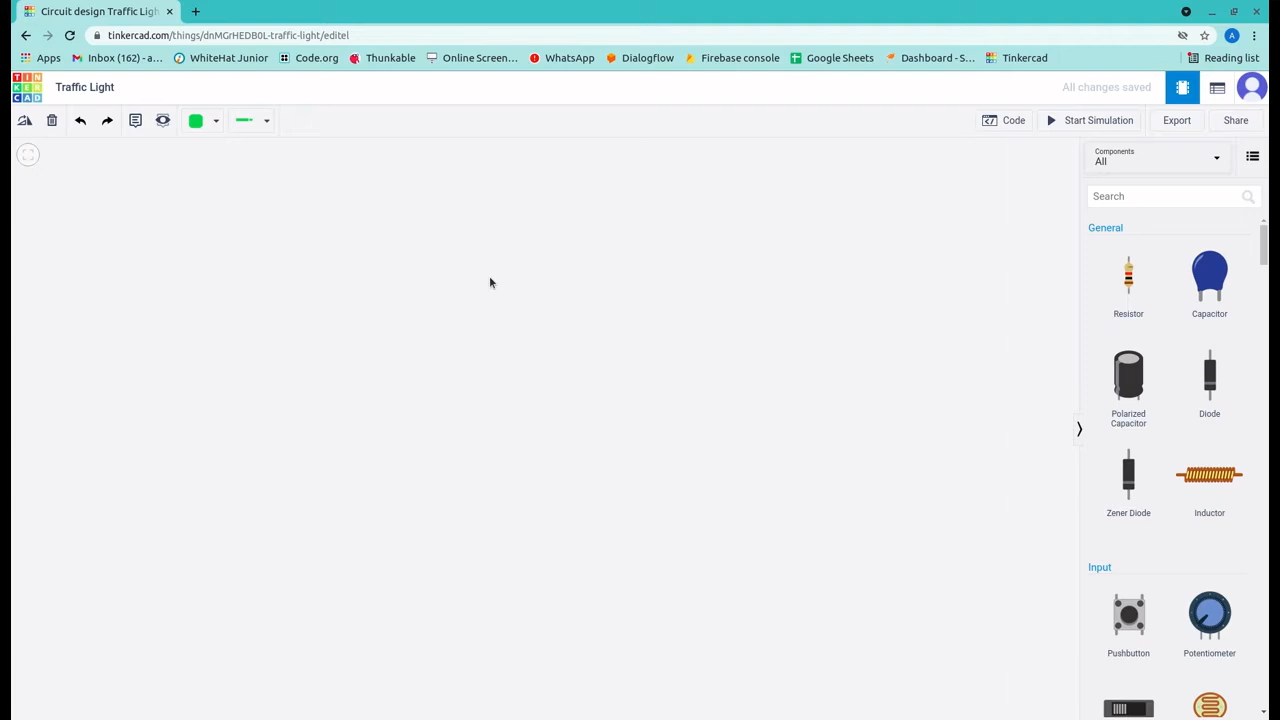 Circuit design Traffic Ligh
tinkercad.com/things/dnMGrHEDB0L-traffic-light/editel
A
Apps
Inbox (162) - a...
WhiteHat Junior
Code.org
Thunkable
Online Screen...
WhatsApp
Dialogflow
Firebase console
Google Sheets
Dashboard - S...
Tinkercad
Reading list
TIN
KER
CAD
Traffic Light
All changes saved
Code
Start Simulation
Export
Share
Components
All
Search
General
Resistor
Capacitor
Polarized
Capacitor
Diode
Zener Diode
Inductor
Input
Pushbutton
Potentiometer